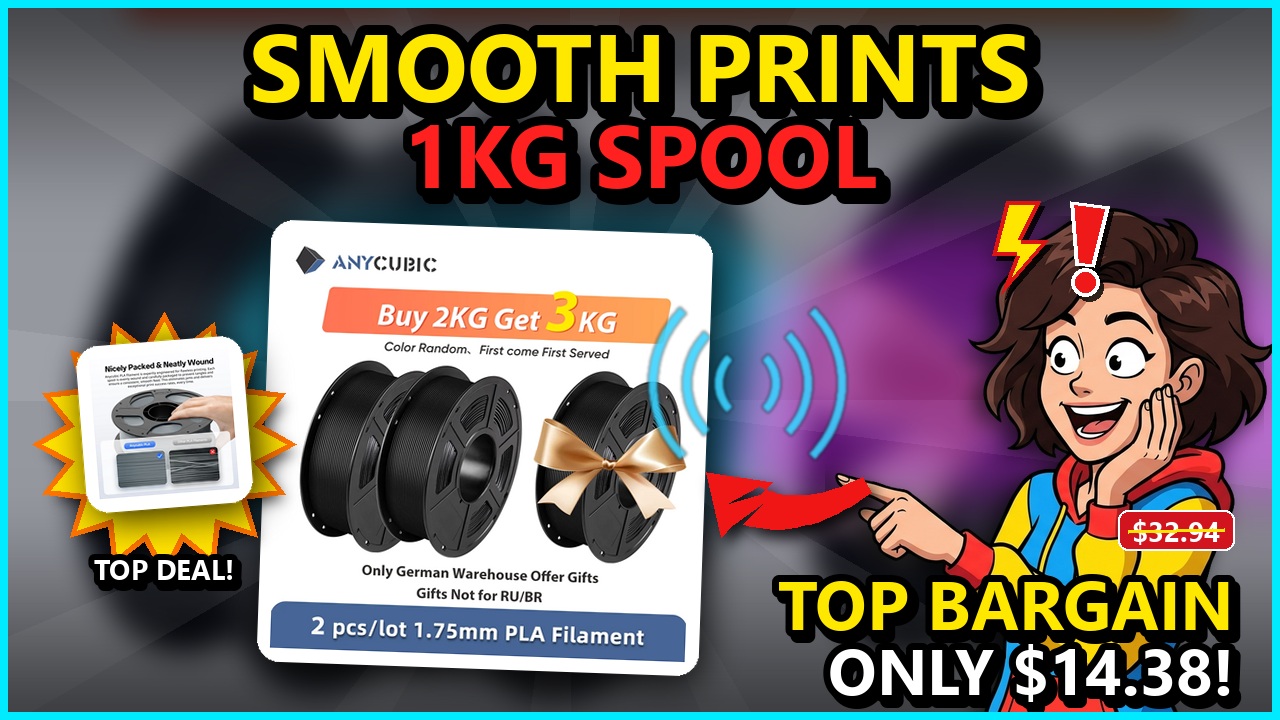 SMOOTH PRINTS
1KG SPOOL
ANYCUBIC
Buy 2KG Get 3KG
Color Random、First come First Served
Only German Warehouse Offer Gifts
Gifts Not for RU/BR
2 pcs/lot 1.75mm PLA Filament
Nicely Packed & Neatly Wound
TOP DEAL!
$32.94
TOP BARGAIN
ONLY $14.38!